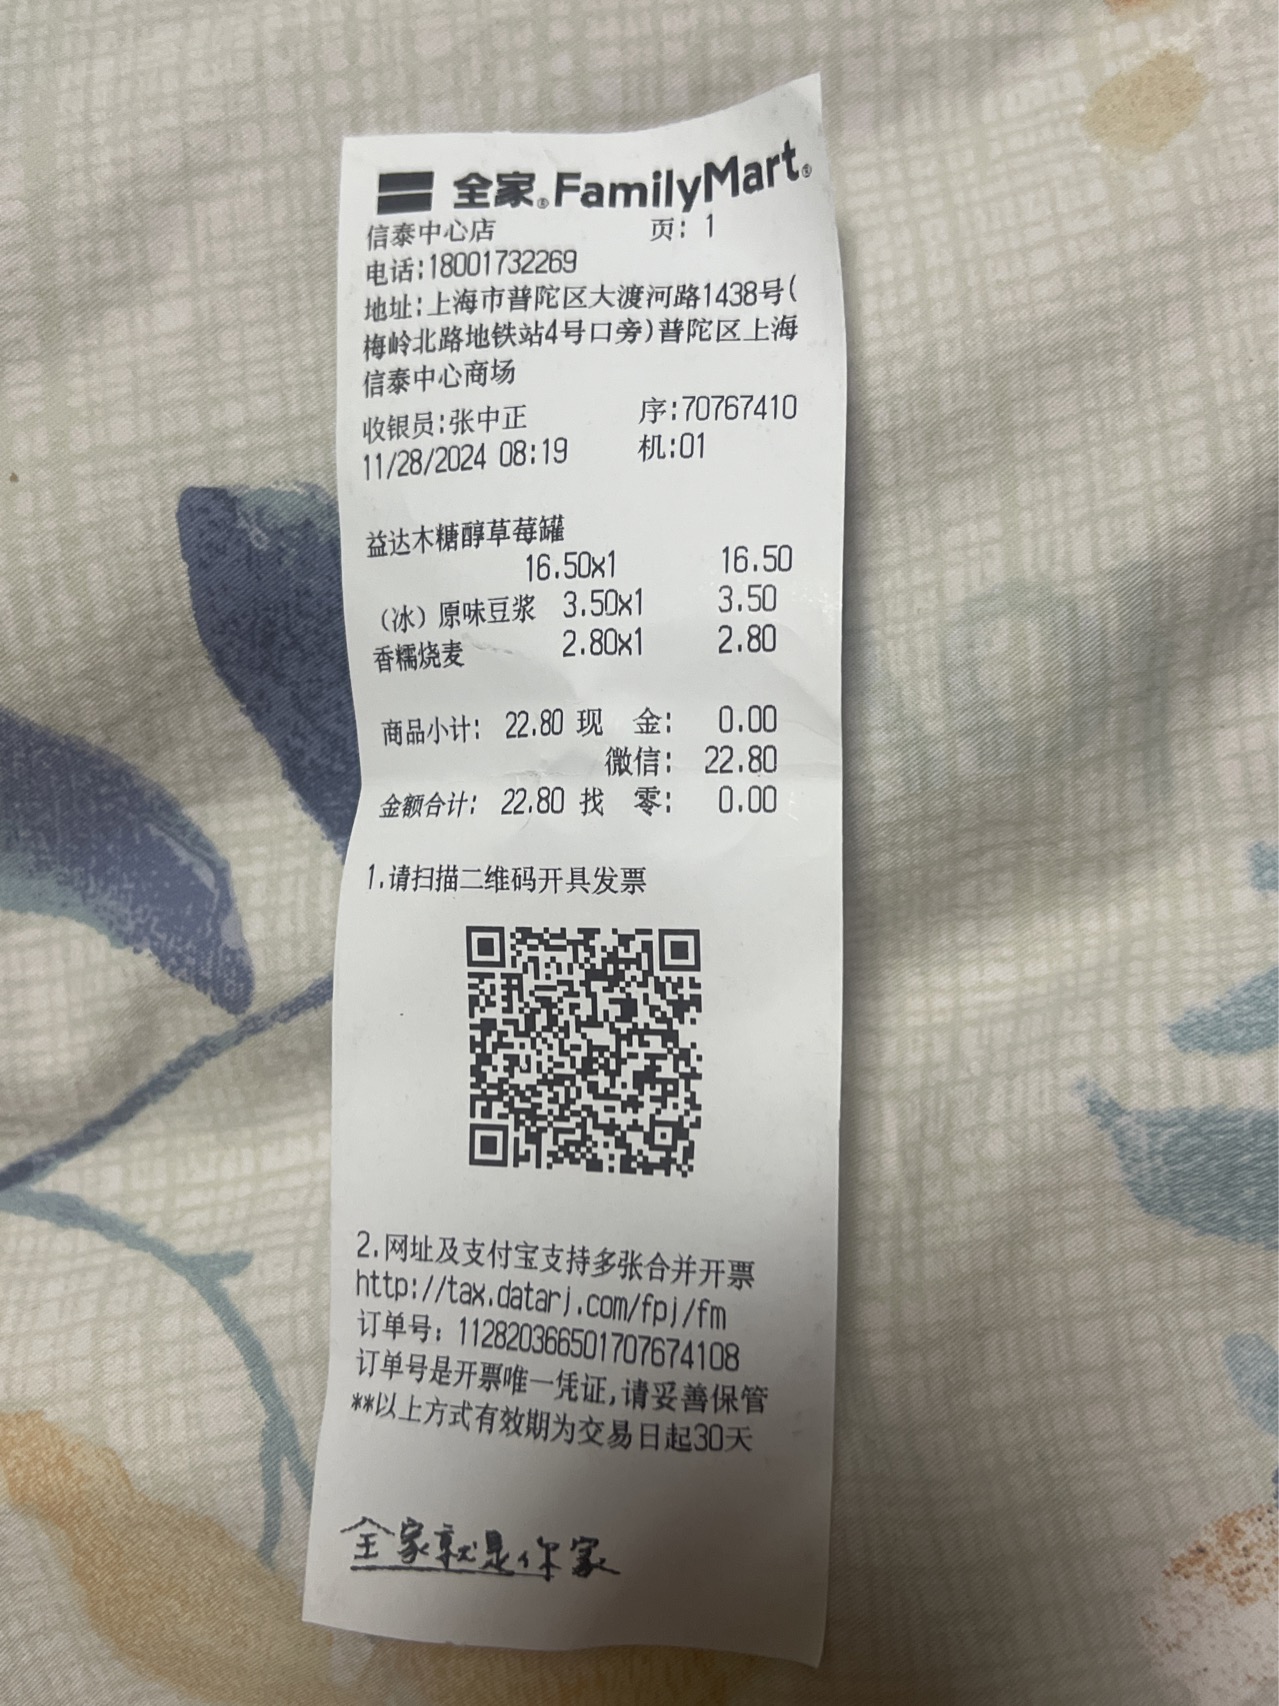 全家®FamilyMart®
信泰中心店 页: 1
电话:18001732269
地址:上海市普陀区大渡河路1438号(
梅岭北路地铁站4号口旁)普陀区上海
信泰中心商场
收银员:张中正 序:70767410
11/28/2024 08:19 机:01
益达木糖醇草莓罐
16.50x1 16.50
（冰）原味豆浆 3.50x1 3.50
香糯烧麦 2.80x1 2.80
商品小计: 22.80 现 金: 0.00
微信: 22.80
金额合计: 22.80 找 零: 0.00
1.请扫描二维码开具发票
2.网址及支付宝支持多张合并开票
http://tax.datarj.com/fpj/fm
订单号: 112820366501707674108
订单号是开票唯一凭证,请妥善保管
**以上方式有效期为交易日起30天
全家就是你家